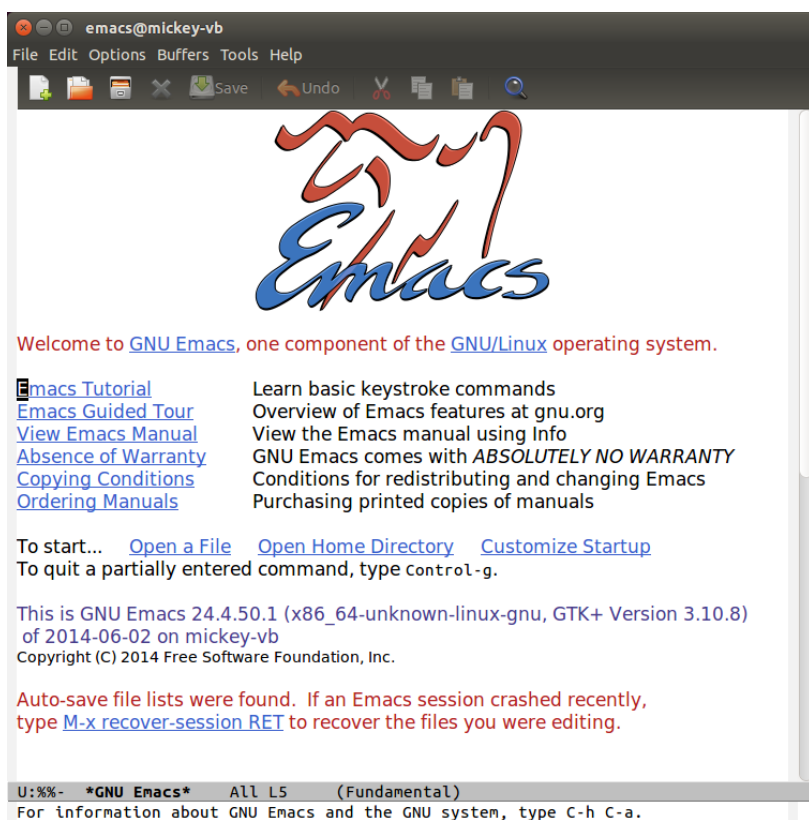 emacs@mickey-vb
File Edit Options Buffers Tools Help
Save Undo
Emacs
Welcome to GNU Emacs, one component of the GNU/Linux operating system.
Emacs Tutorial Learn basic keystroke commands
Emacs Guided Tour Overview of Emacs features at gnu.org
View Emacs Manual View the Emacs manual using Info
Absence of Warranty GNU Emacs comes with ABSOLUTELY NO WARRANTY
Copying Conditions Conditions for redistributing and changing Emacs
Ordering Manuals Purchasing printed copies of manuals
To start... Open a File Open Home Directory Customize Startup
To quit a partially entered command, type Control-g.
This is GNU Emacs 24.4.50.1 (x86_64-unknown-linux-gnu, GTK+ Version 3.10.8)
of 2014-06-02 on mickey-vb
Copyright (C) 2014 Free Software Foundation, Inc.
Auto-save file lists were found. If an Emacs session crashed recently,
type M-x recover-session RET to recover the files you were editing.
U:%%- *GNU Emacs* All L5 (Fundamental)
For information about GNU Emacs and the GNU system, type C-h C-a.